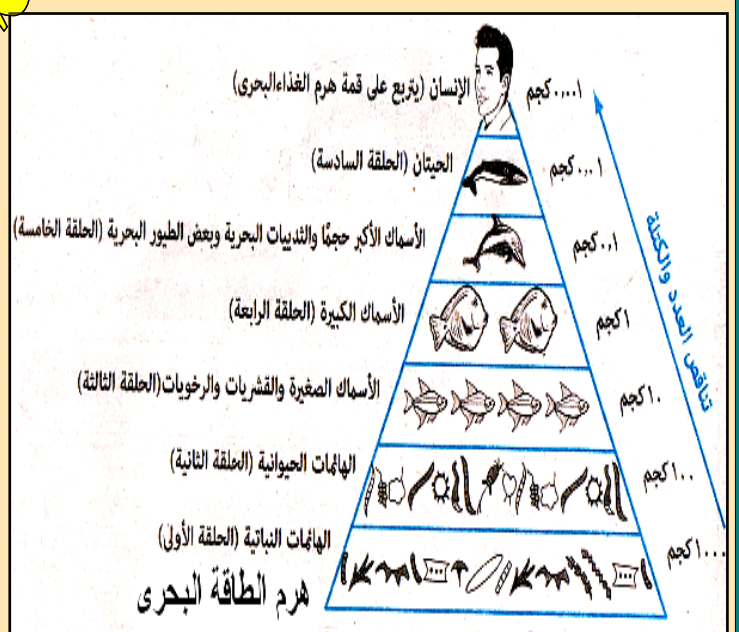 الإنسان (يتربع على قمة هرم الغذاء البحرى) ٠,٠٠١ كجم
الحيتان (الحلقة السادسة) ٠,٠١ كجم
الأسماك الأكبر حجمًا والثدييات البحرية وبعض الطيور البحرية (الحلقة الخامسة) ٠,١ كجم
الأسماك الكبيرة (الحلقة الرابعة) ١ كجم
الأسماك الصغيرة والقشريات والرخويات (الحلقة الثالثة) ١٠ كجم
الهائمات الحيوانية (الحلقة الثانية) ١٠٠ كجم
الهائمات النباتية (الحلقة الأولى) ١٠٠٠ كجم
تناقص العدد والكتلة
هرم الطاقة البحرى